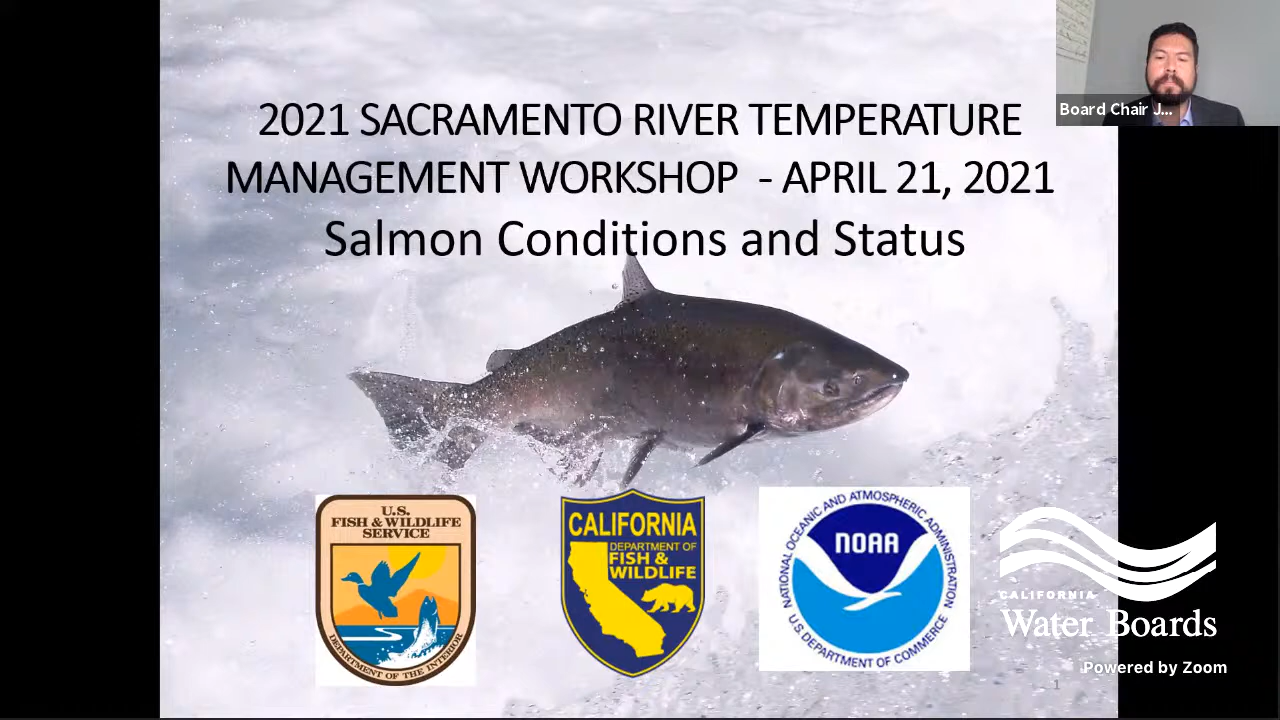 2021 SACRAMENTO RIVER TEMPERATURE
MANAGEMENT WORKSHOP - APRIL 21, 2021
Salmon Conditions and Status
Board Chair J...
U.S.
FISH & WILDLIFE
SERVICE
DEPARTMENT OF THE INTERIOR
CALIFORNIA
DEPARTMENT OF
FISH &
WILDLIFE
NATIONAL OCEANIC AND ATMOSPHERIC ADMINISTRATION
NOAA
U.S. DEPARTMENT OF COMMERCE
CALIFORNIA
Water Boards
Powered by Zoom
1